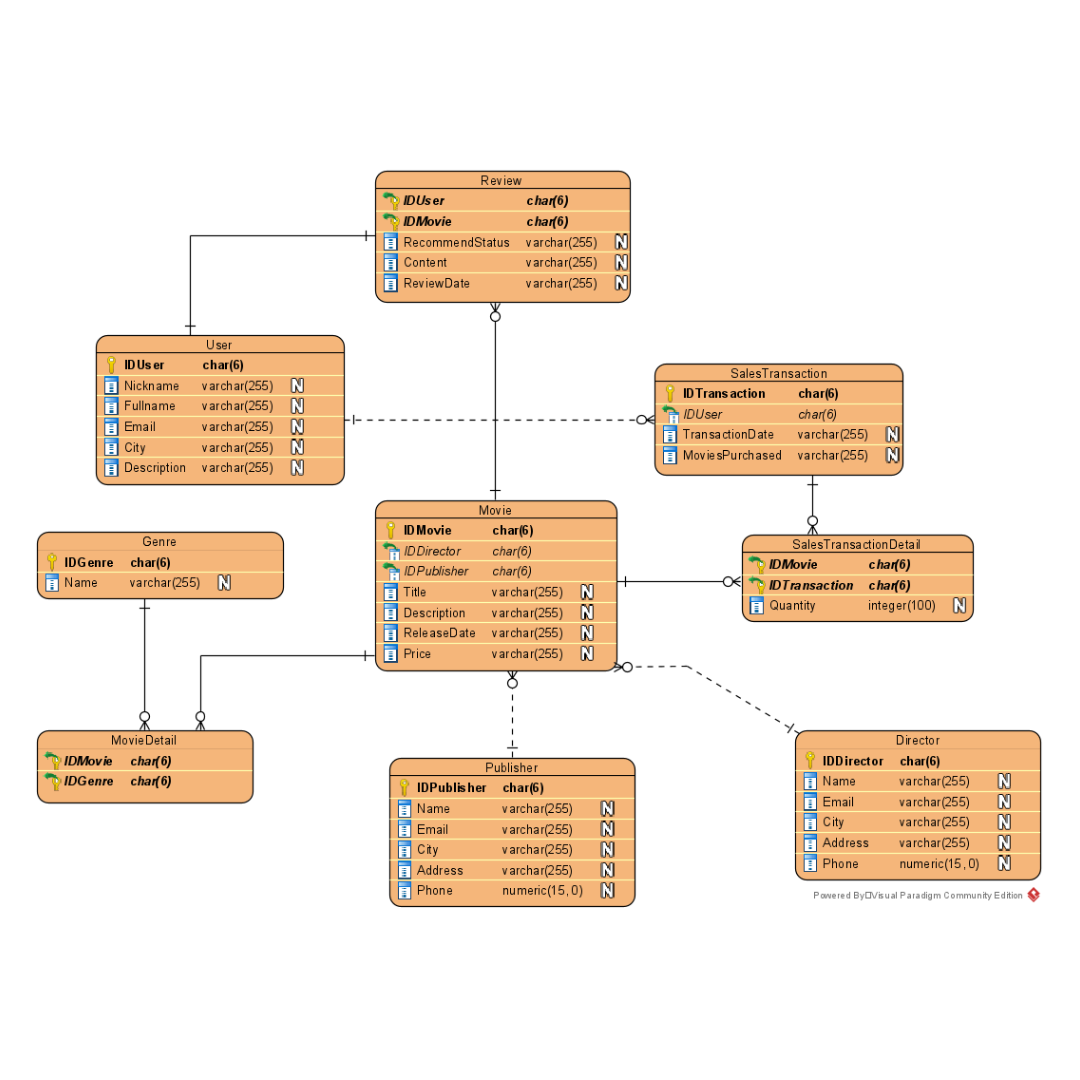 Review
IDUser char(6)
IDMovie char(6)
RecommendStatus varchar(255) N
Content varchar(255) N
ReviewDate varchar(255) N
User
IDUser char(6)
Nickname varchar(255) N
Fullname varchar(255) N
Email varchar(255) N
City varchar(255) N
Description varchar(255) N
SalesTransaction
IDTransaction char(6)
IDUser char(6)
TransactionDate varchar(255) N
MoviesPurchased varchar(255) N
Movie
IDMovie char(6)
IDDirector char(6)
IDPublisher char(6)
Title varchar(255) N
Description varchar(255) N
ReleaseDate varchar(255) N
Price varchar(255) N
Genre
IDGenre char(6)
Name varchar(255) N
SalesTransactionDetail
IDMovie char(6)
IDTransaction char(6)
Quantity integer(100) N
MovieDetail
IDMovie char(6)
IDGenre char(6)
Publisher
IDPublisher char(6)
Name varchar(255) N
Email varchar(255) N
City varchar(255) N
Address varchar(255) N
Phone numeric(15, 0) N
Director
IDDirector char(6)
Name varchar(255) N
Email varchar(255) N
City varchar(255) N
Address varchar(255) N
Phone numeric(15, 0) N
Powered By□Visual Paradigm Community Edition